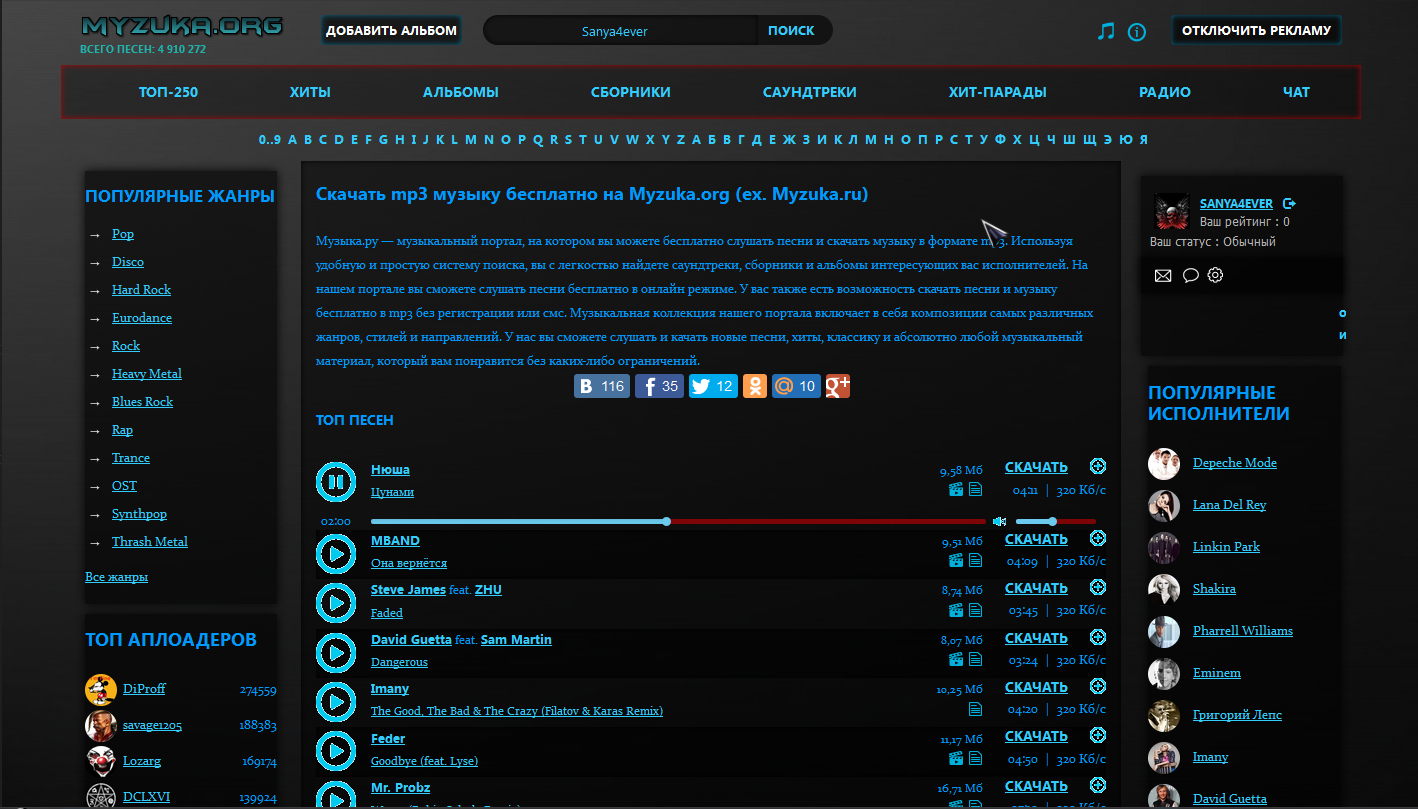 MYZUKA.ORG
ВСЕГО ПЕСЕН: 4 910 272
ДОБАВИТЬ АЛЬБОМ
Sanya4ever
ПОИСК
ОТКЛЮЧИТЬ РЕКЛАМУ
ТОП-250 ХИТЫ АЛЬБОМЫ СБОРНИКИ САУНДТРЕКИ ХИТ-ПАРАДЫ РАДИО ЧАТ
0..9 A B C D E F G H I J K L M N O P Q R S T U V W X Y Z А Б В Г Д Е Ж З И К Л М Н О П Р С Т У Ф Х Ц Ч Ш Щ Э Ю Я
ПОПУЛЯРНЫЕ ЖАНРЫ
→ Pop
→ Disco
→ Hard Rock
→ Eurodance
→ Rock
→ Heavy Metal
→ Blues Rock
→ Rap
→ Trance
→ OST
→ Synthpop
→ Thrash Metal
Все жанры
ТОП АПЛОАДЕРОВ
DiProff 274559
savage1205 188383
Lozarg 169174
DCLXVI 139924
Скачать mp3 музыку бесплатно на Myzuka.org (ex. Myzuka.ru)
Музыка.ру — музыкальный портал, на котором вы можете бесплатно слушать песни и скачать музыку в формате mp3. Используя
удобную и простую систему поиска, вы с легкостью найдете саундтреки, сборники и альбомы интересующих вас исполнителей. На
нашем портале вы сможете слушать песни бесплатно в онлайн режиме. У вас также есть возможность скачать песни и музыку
бесплатно в mp3 без регистрации или смс. Музыкальная коллекция нашего портала включает в себя композиции самых различных
жанров, стилей и направлений. У нас вы сможете слушать и качать новые песни, хиты, классику и абсолютно любой музыкальный
материал, который вам понравится без каких-либо ограничений.
B 116 f 35 12 @ 10 g+
ТОП ПЕСЕН
Нюша 9,58 Мб СКАЧАТЬ
Цунами 04:11 | 320 Кб/с
02:00
MBAND 9,51 Мб СКАЧАТЬ
Она вернётся 04:09 | 320 Кб/с
Steve James feat. ZHU 8,74 Мб СКАЧАТЬ
Faded 03:45 | 320 Кб/с
David Guetta feat. Sam Martin 8,07 Мб СКАЧАТЬ
Dangerous 03:24 | 320 Кб/с
Imany 10,25 Мб СКАЧАТЬ
The Good, The Bad & The Crazy (Filatov & Karas Remix) 04:20 | 320 Кб/с
Feder 11,17 Мб СКАЧАТЬ
Goodbye (feat. Lyse) 04:50 | 320 Кб/с
Mr. Probz 16,71 Мб СКАЧАТЬ
SANYA4EVER
Ваш рейтинг : 0
Ваш статус : Обычный
о
и
ПОПУЛЯРНЫЕ
ИСПОЛНИТЕЛИ
Depeche Mode
Lana Del Rey
Linkin Park
Shakira
Pharrell Williams
Eminem
Григорий Лепс
Imany
David Guetta